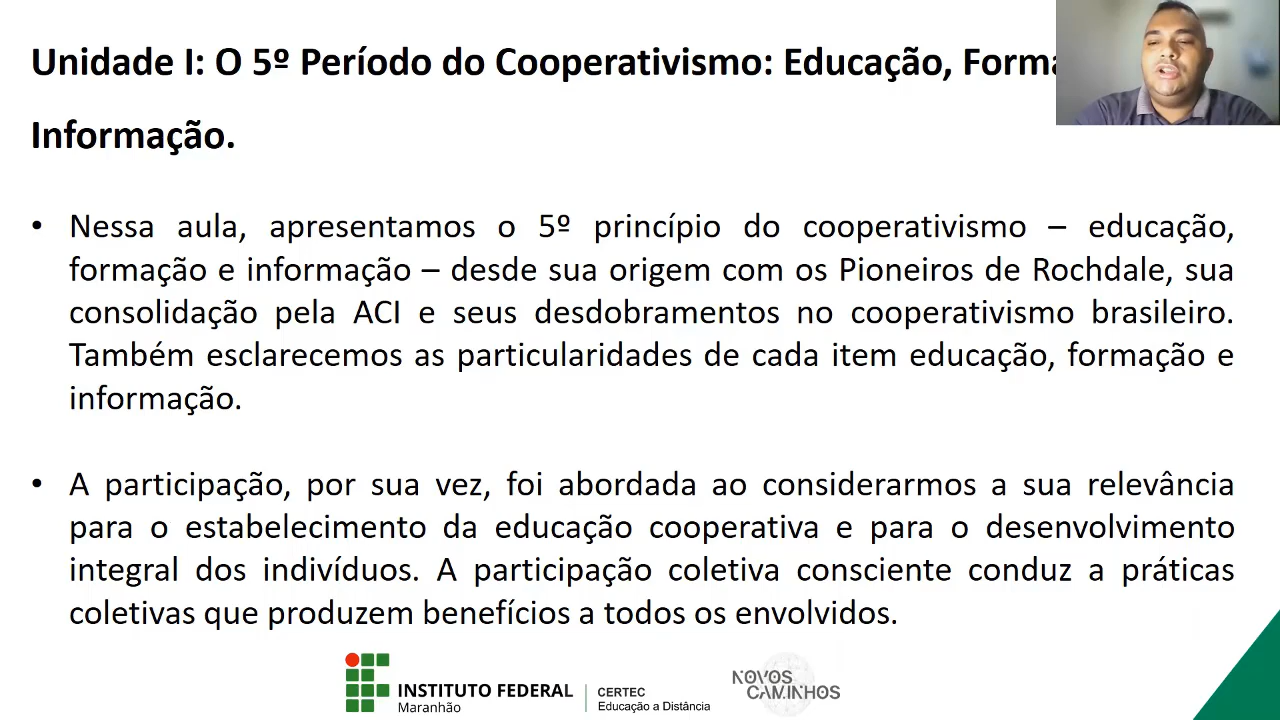 Unidade I: O 5º Período do Cooperativismo: Educação, Forma
Informação.
• Nessa aula, apresentamos o 5º princípio do cooperativismo – educação,
formação e informação – desde sua origem com os Pioneiros de Rochdale, sua
consolidação pela ACI e seus desdobramentos no cooperativismo brasileiro.
Também esclarecemos as particularidades de cada item educação, formação e
informação.
• A participação, por sua vez, foi abordada ao considerarmos a sua relevância
para o estabelecimento da educação cooperativa e para o desenvolvimento
integral dos indivíduos. A participação coletiva consciente conduz a práticas
coletivas que produzem benefícios a todos os envolvidos.
INSTITUTO FEDERAL
Maranhão
CERTEC
Educação a Distância
NOVOS
CAMINHOS